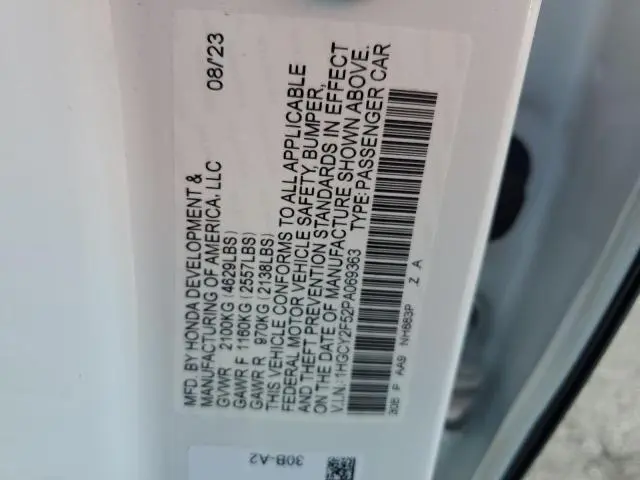 MFD. BY HONDA DEVELOPMENT &
MANUFACTURING OF AMERICA, LLC 08/'23
GVWR 2100KG (4629LBS)
GAWR F 1160KG (2557LBS)
GAWR R 970KG (2138LBS)
THIS VEHICLE CONFORMS TO ALL APPLICABLE
FEDERAL MOTOR VEHICLE SAFETY, BUMPER,
AND THEFT PREVENTION STANDARDS IN EFFECT
ON THE DATE OF MANUFACTURE SHOWN ABOVE.
V.I.N.:1HGCY2F52PA069363 TYPE:PASSENGER CAR
30B P AA9 NH883P Z A
30B-A2